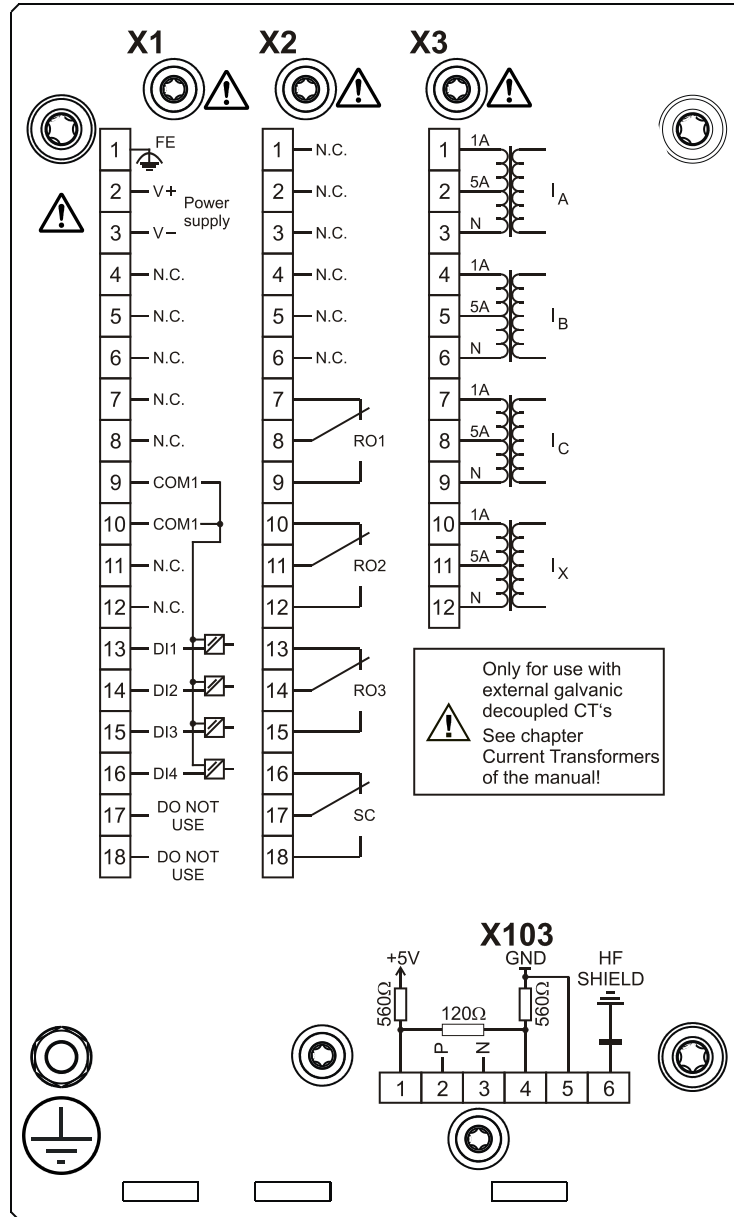 X1
X2
X3
1 FE
2 V+
Power
supply
3 V-
4 N.C.
5 N.C.
6 N.C.
7 N.C.
8 N.C.
9 COM1
10 COM1
11 N.C.
12 N.C.
13 DI1
14 DI2
15 DI3
16 DI4
17 DO NOT
USE
18 DO NOT
USE
1 N.C.
2 N.C.
3 N.C.
4 N.C.
5 N.C.
6 N.C.
7
8 RO1
9
10
11 RO2
12
13
14 RO3
15
16
17 SC
18
1 1A
2 5A IA
3 N
4 1A
5 5A IB
6 N
7 1A
8 5A IC
9 N
10 1A
11 5A IX
12 N
Only for use with
external galvanic
decoupled CT's
See chapter
Current Transformers
of the manual!
X103
+5V GND HF
SHIELD
560Ω 120Ω 560Ω
P N
1 2 3 4 5 6